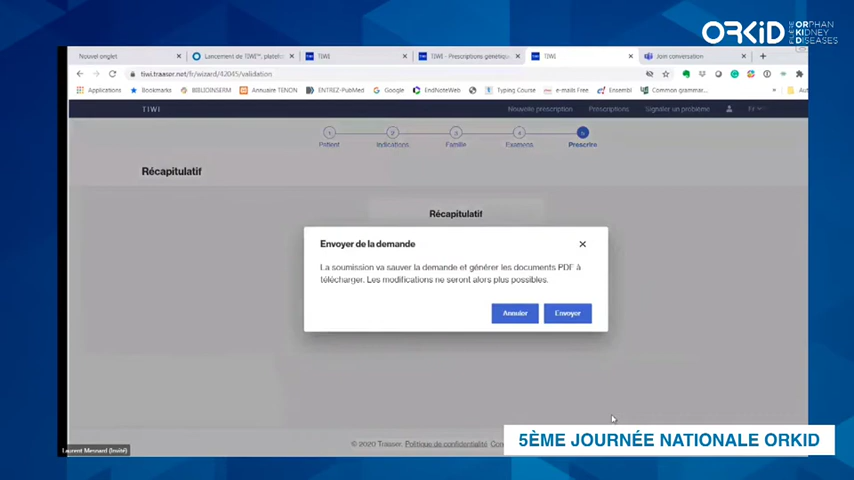 ORKID
FILIÈRE
ORPHAN
KIDNEY
DISEASES
Nouvel onglet
Lancement de TIWI™, platefo
TIWI
TIWI - Prescriptions génétiqu
TIWI
Join conversation
tiwi.traaser.net/fr/wizard/42045/validation
Applications
Bookmarks
BIBLIOINSERM
Annuaire TENON
ENTREZ-PubMed
Google
EndNoteWeb
Typing Course
e-mails Free
Ensembl
Common grammar...
Aut
TIWI
Nouvelle prescription
Prescriptions
Signaler un problème
Fr
1
2
3
4
5
Patient
Indications
Famille
Examens
Prescrire
Récapitulatif
Récapitulatif
Envoyer de la demande
La soumission va sauver la demande et générer les documents PDF à
télécharger. Les modifications ne seront alors plus possibles.
Annuler
Envoyer
© 2020 Traaser. Politique de confidentialité. Con
5ÈME JOURNÉE NATIONALE ORKID
Laurent Mesnard (Invité)